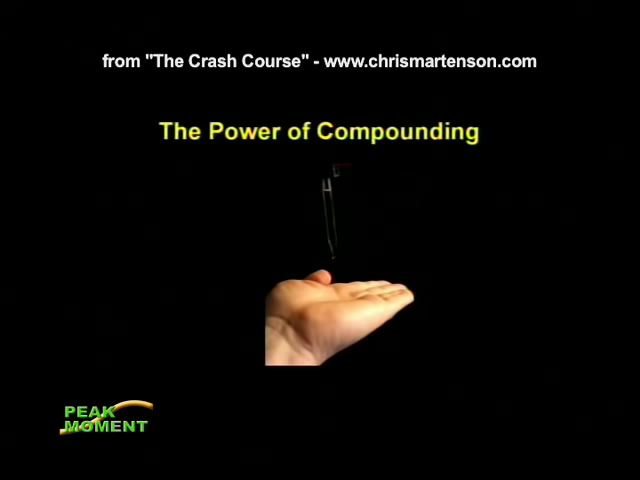 from "The Crash Course" - www.chrismartenson.com
The Power of Compounding
PEAK
MOMENT